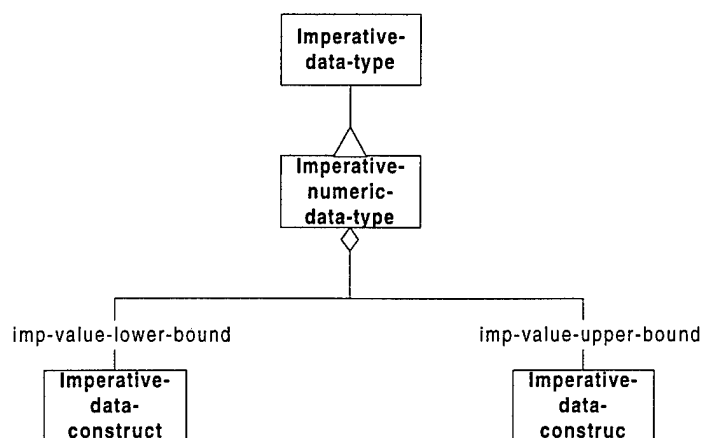 Imperative-
data-type
Imperative-
numeric-
data-type
imp-value-lower-bound
imp-value-upper-bound
Imperative-
data-
construct
Imperative-
data-
construc